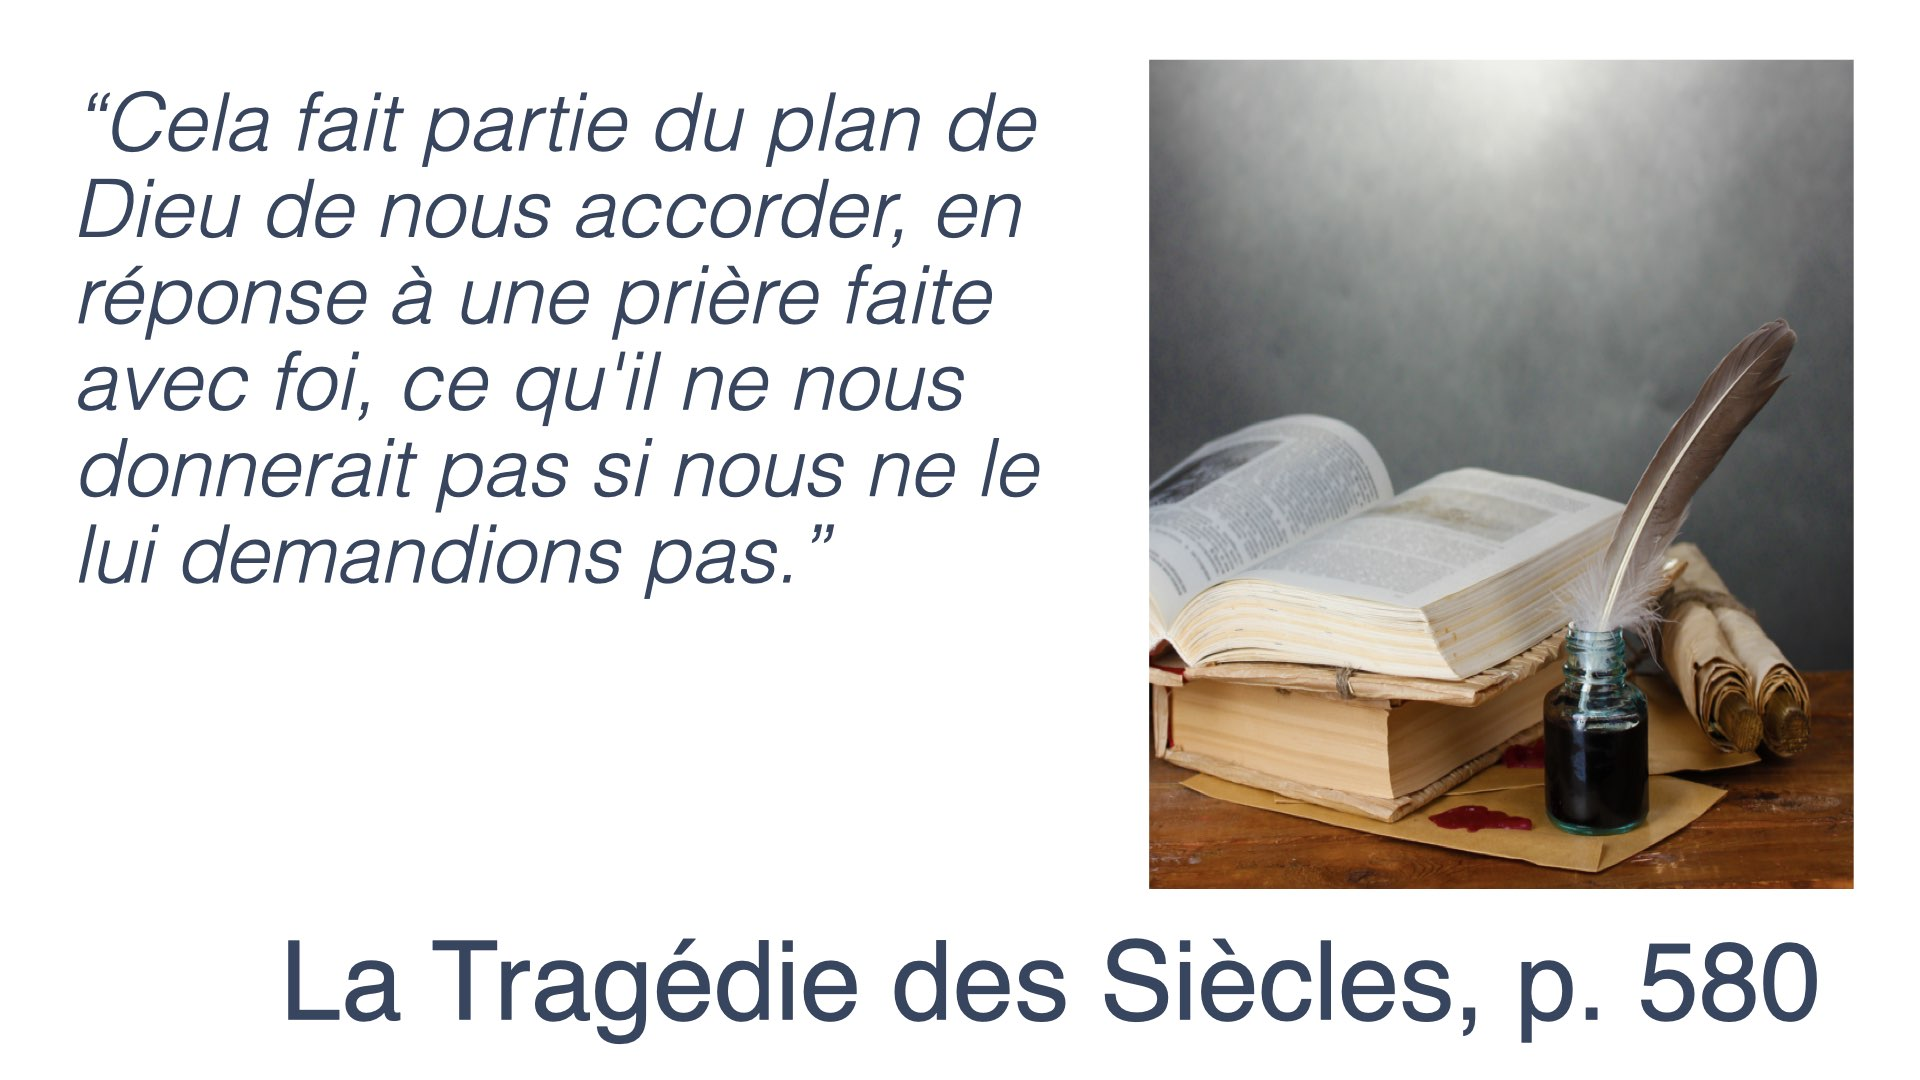 “Cela fait partie du plan de
Dieu de nous accorder, en
réponse à une prière faite
avec foi, ce qu'il ne nous
donnerait pas si nous ne le
lui demandions pas.”
La Tragédie des Siècles, p. 580